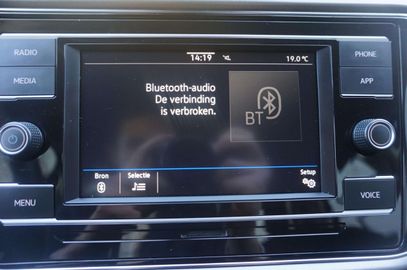 RADIO
MEDIA
MENU
14:19
19.0 °C
Bluetooth-audio
De verbinding
is verbroken.
BT
Bron
Selectie
Setup
PHONE
APP
VOICE